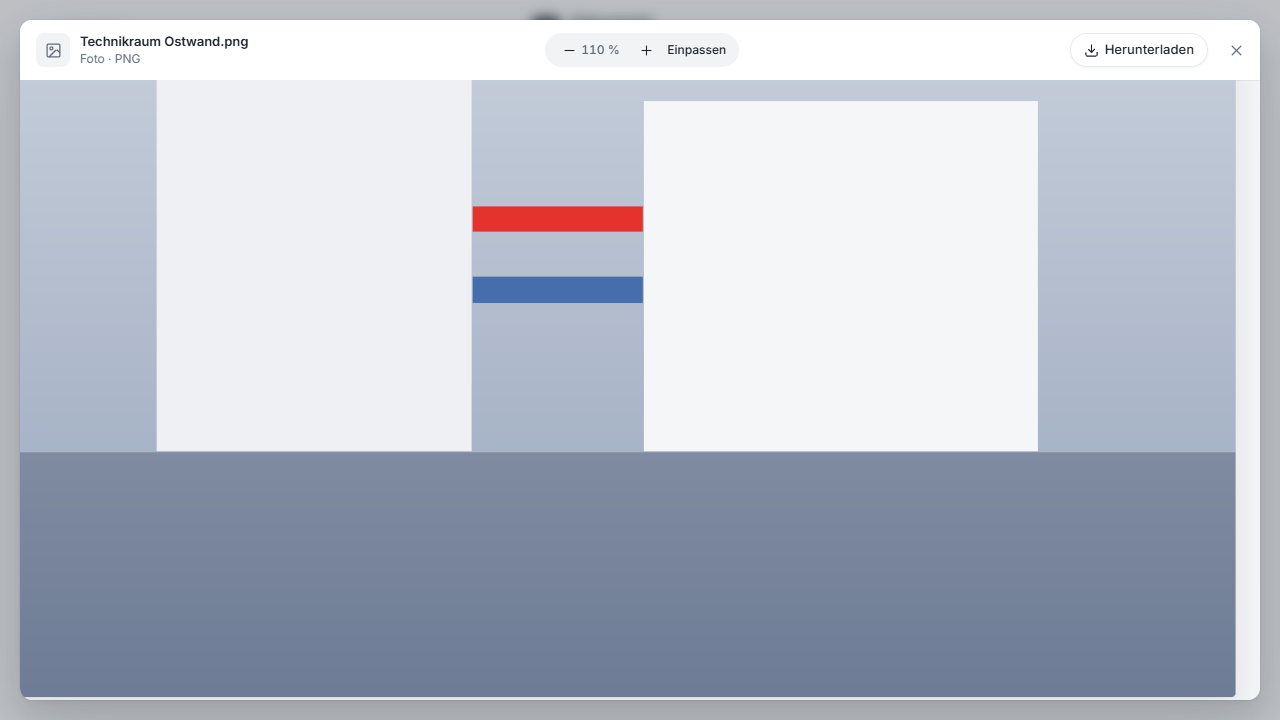 Technikraum Ostwand.png
Foto · PNG
110 %
Einpassen
Herunterladen